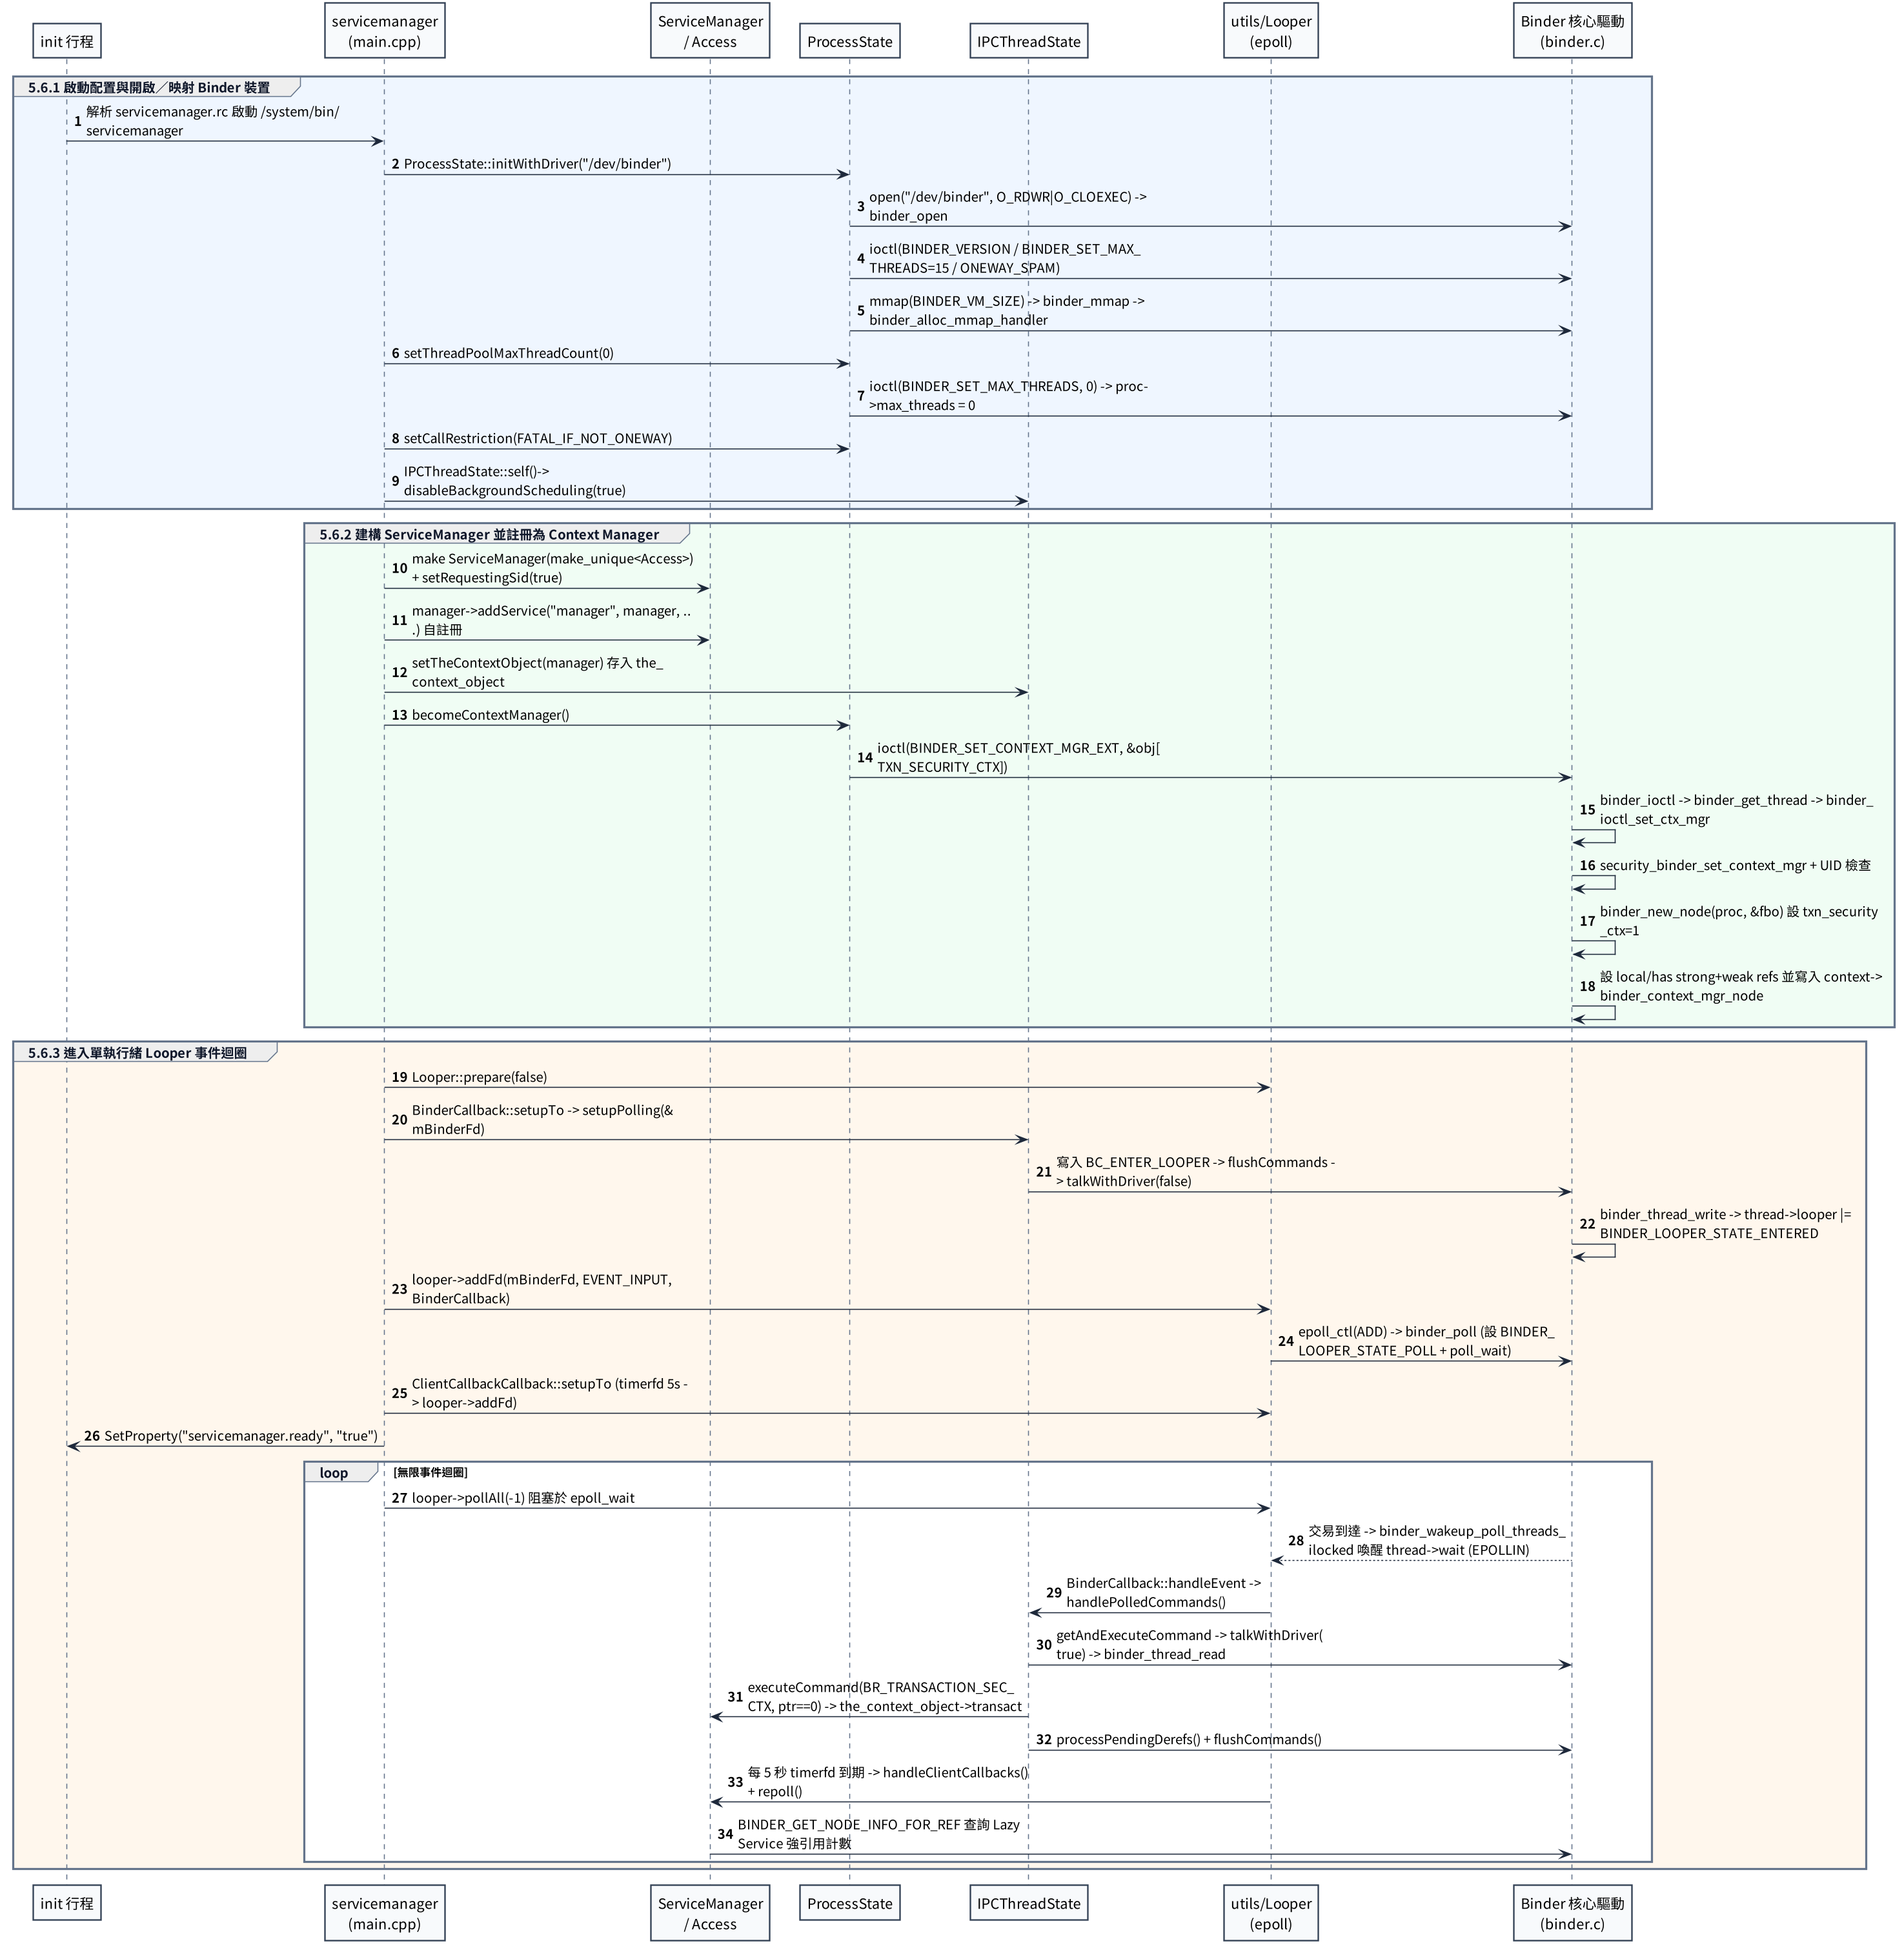 init 行程
servicemanager
(main.cpp)
ServiceManager
/ Access
ProcessState
IPCThreadState
utils/Looper
(epoll)
Binder 核心驅動
(binder.c)
5.6.1 啟動配置與開啟／映射 Binder 裝置
1 解析 servicemanager.rc 啟動 /system/bin/
servicemanager
2 ProcessState::initWithDriver("/dev/binder")
3 open("/dev/binder", O_RDWR|O_CLOEXEC) ->
binder_open
4 ioctl(BINDER_VERSION / BINDER_SET_MAX_
THREADS=15 / ONEWAY_SPAM)
5 mmap(BINDER_VM_SIZE) -> binder_mmap ->
binder_alloc_mmap_handler
6 setThreadPoolMaxThreadCount(0)
7 ioctl(BINDER_SET_MAX_THREADS, 0) -> proc-
>max_threads = 0
8 setCallRestriction(FATAL_IF_NOT_ONEWAY)
9 IPCThreadState::self()->
disableBackgroundScheduling(true)
5.6.2 建構 ServiceManager 並註冊為 Context Manager
10 make ServiceManager(make_unique<Access>)
+ setRequestingSid(true)
11 manager->addService("manager", manager, ..
.) 自註冊
12 setTheContextObject(manager) 存入 the_
context_object
13 becomeContextManager()
14 ioctl(BINDER_SET_CONTEXT_MGR_EXT, &obj[
TXN_SECURITY_CTX])
15 binder_ioctl -> binder_get_thread -> binder_
ioctl_set_ctx_mgr
16 security_binder_set_context_mgr + UID 檢查
17 binder_new_node(proc, &fbo) 設 txn_security
_ctx=1
18 設 local/has strong+weak refs 並寫入 context->
binder_context_mgr_node
5.6.3 進入單執行緒 Looper 事件迴圈
19 Looper::prepare(false)
20 BinderCallback::setupTo -> setupPolling(&
mBinderFd)
21 寫入 BC_ENTER_LOOPER -> flushCommands -
> talkWithDriver(false)
22 binder_thread_write -> thread->looper |=
BINDER_LOOPER_STATE_ENTERED
23 looper->addFd(mBinderFd, EVENT_INPUT,
BinderCallback)
24 epoll_ctl(ADD) -> binder_poll (設 BINDER_
LOOPER_STATE_POLL + poll_wait)
25 ClientCallbackCallback::setupTo (timerfd 5s -
> looper->addFd)
26 SetProperty("servicemanager.ready", "true")
loop [無限事件迴圈]
27 looper->pollAll(-1) 阻塞於 epoll_wait
28 交易到達 -> binder_wakeup_poll_threads_
ilocked 喚醒 thread->wait (EPOLLIN)
29 BinderCallback::handleEvent ->
handlePolledCommands()
30 getAndExecuteCommand -> talkWithDriver(
true) -> binder_thread_read
31 executeCommand(BR_TRANSACTION_SEC_
CTX, ptr==0) -> the_context_object->transact
32 processPendingDerefs() + flushCommands()
33 每 5 秒 timerfd 到期 -> handleClientCallbacks()
+ repoll()
34 BINDER_GET_NODE_INFO_FOR_REF 查詢 Lazy
Service 強引用計數
init 行程
servicemanager
(main.cpp)
ServiceManager
/ Access
ProcessState
IPCThreadState
utils/Looper
(epoll)
Binder 核心驅動
(binder.c)